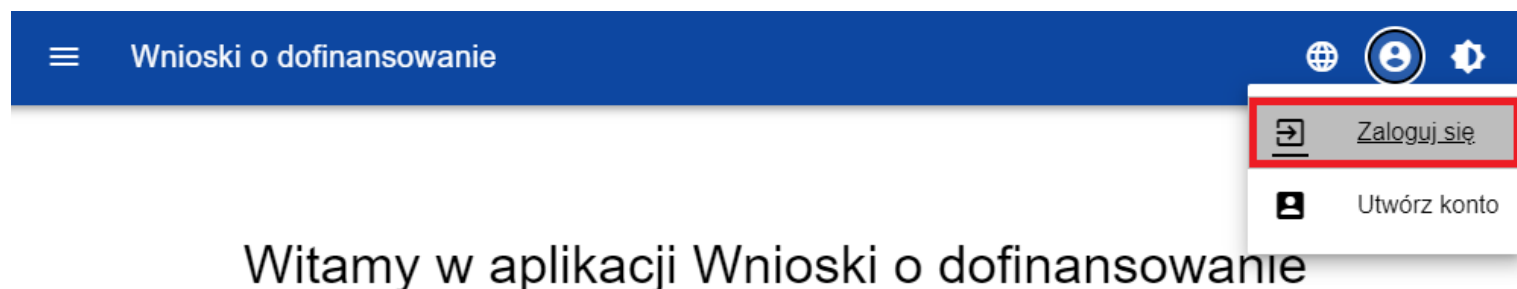 Wnioski o dofinansowanie
Zaloguj się
Utwórz konto
Witamy w aplikacji Wnioski o dofinansowanie